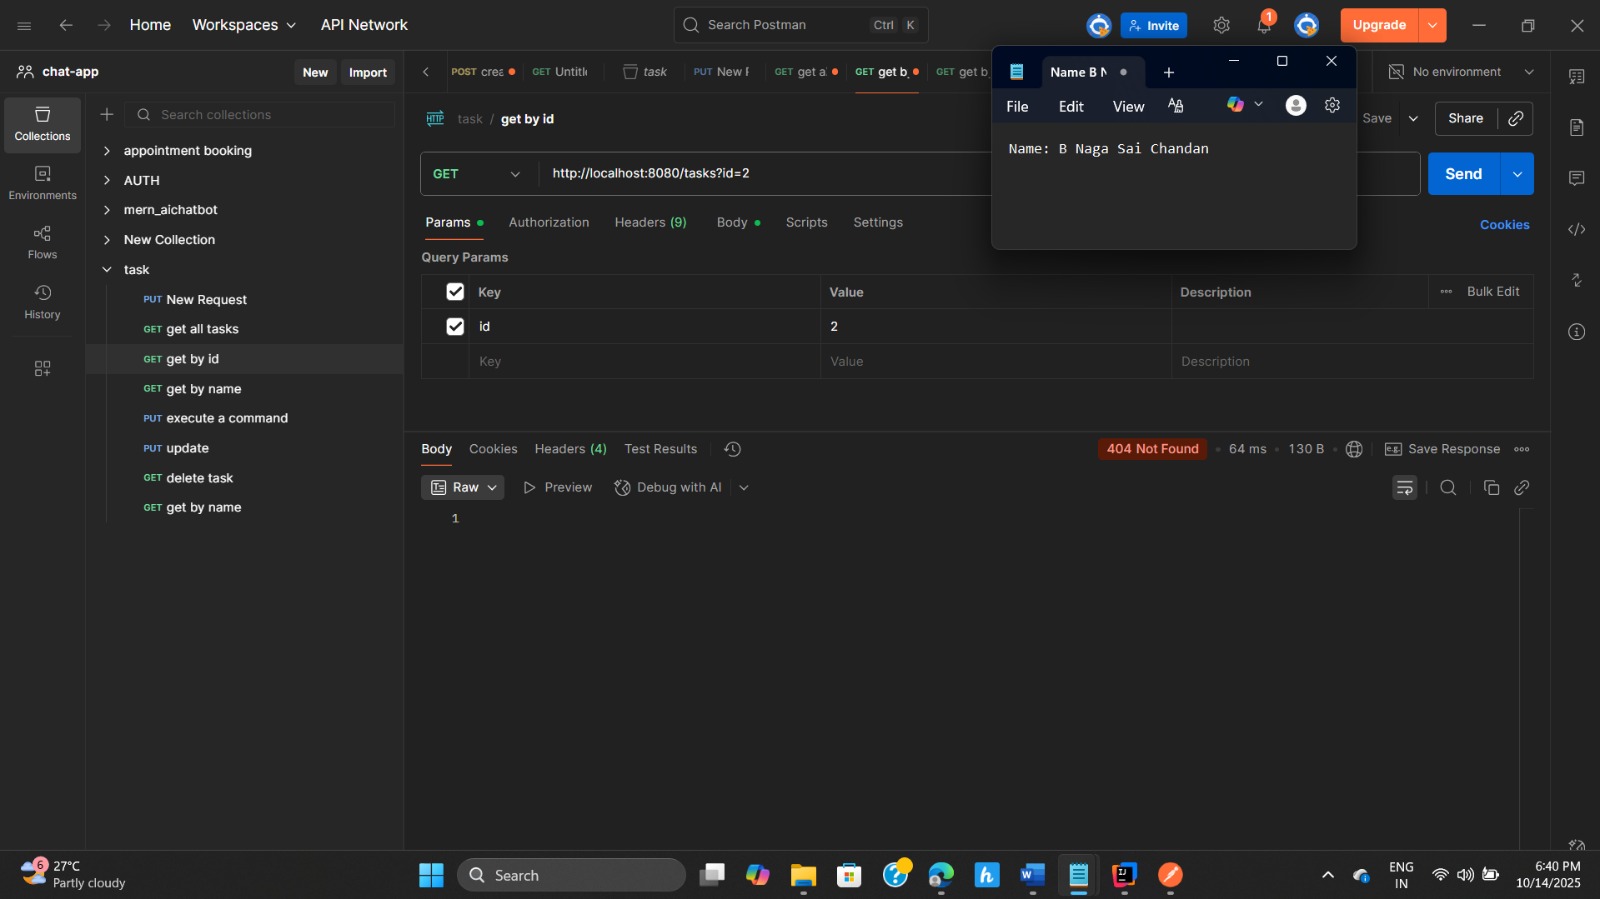 Home
Workspaces
API Network
Search Postman
Ctrl K
Invite
1
Upgrade
chat-app
New
Import
POST crea
GET Untitl
task
PUT New F
GET get a
GET get b
GET get b
Name B N
No environment
File
Edit
View
Name: B Naga Sai Chandan
Collections
Environments
Flows
History
Search collections
appointment booking
AUTH
mern_aichatbot
New Collection
task
PUT New Request
GET get all tasks
GET get by id
GET get by name
PUT execute a command
PUT update
GET delete task
GET get by name
HTTP
task / get by id
Save
Share
GET
http://localhost:8080/tasks?id=2
Send
Params
Authorization
Headers (9)
Body
Scripts
Settings
Cookies
Query Params
Key
Value
Description
Bulk Edit
id
2
Key
Value
Description
Body
Cookies
Headers (4)
Test Results
404 Not Found
64 ms
130 B
e.g.
Save Response
Raw
Preview
Debug with AI
1
6
27°C
Partly cloudy
Search
ENG
IN
6:40 PM
10/14/2025